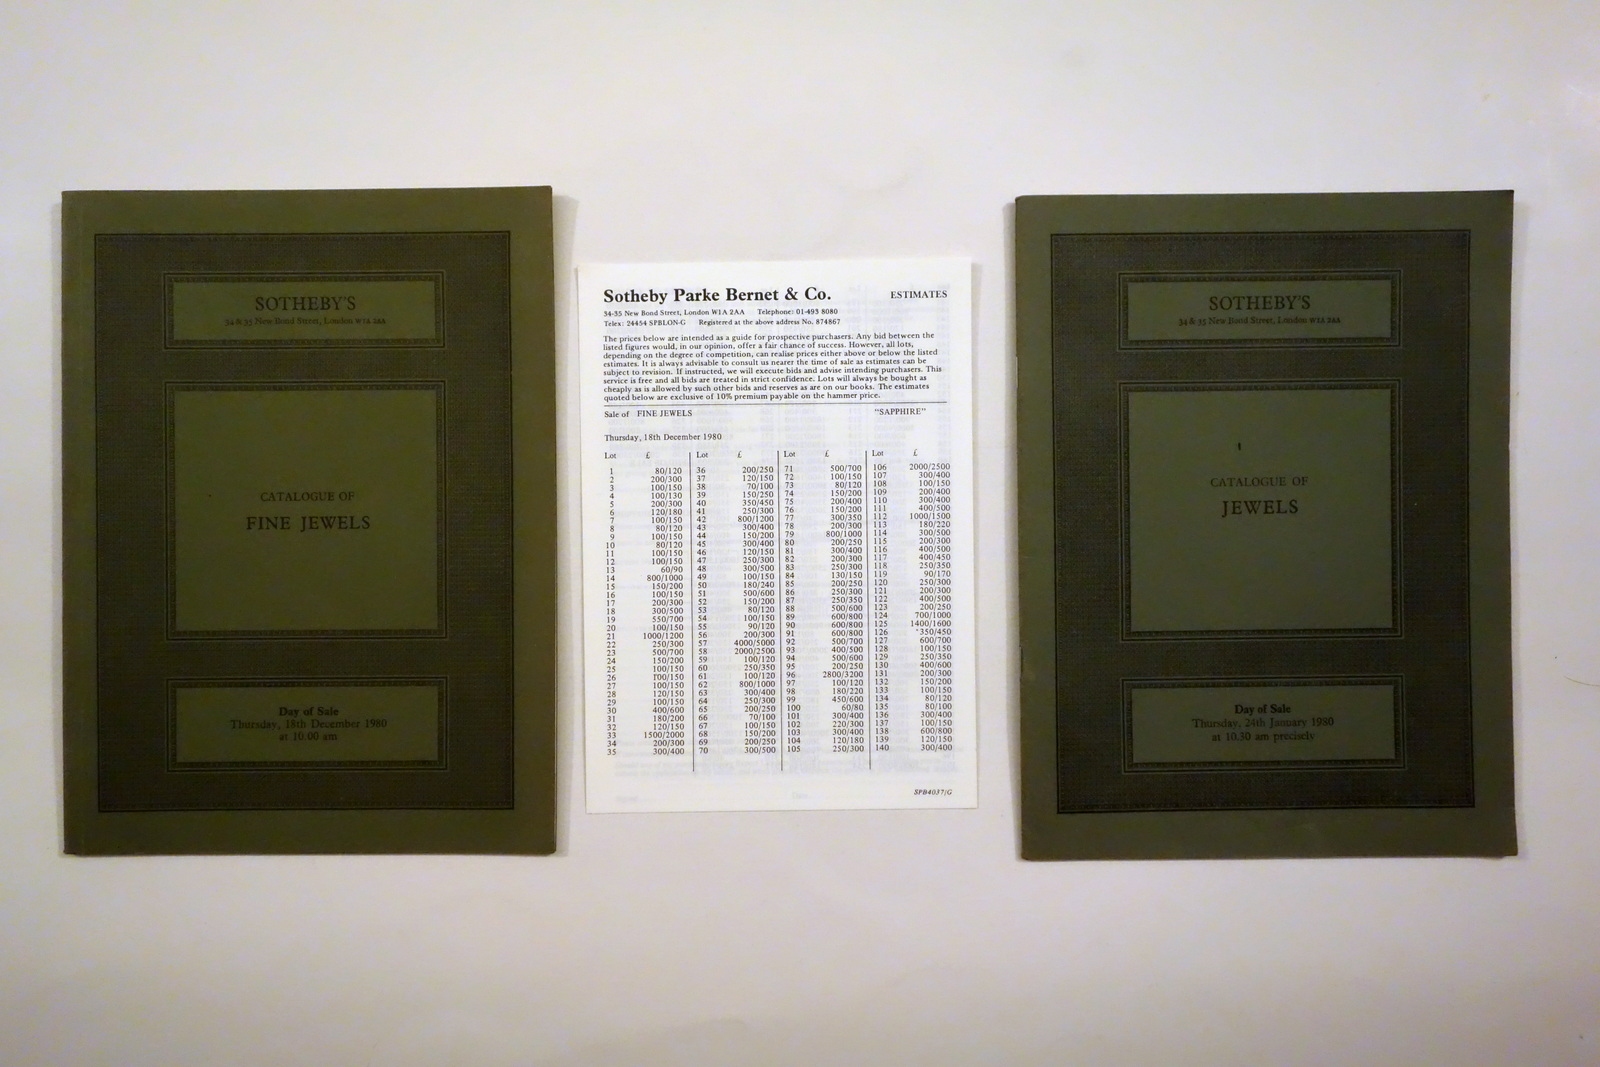 SOTHEBY'S
34 & 35 New Bond Street, London W1A 2AA
CATALOGUE OF
FINE JEWELS
Day of Sale
Thursday, 18th December 1980
at 10.00 am
Sotheby Parke Bernet & Co. ESTIMATES
34-35 New Bond Street, London W1A 2AA Telephone: 01-493 8080
Telex: 24454 SPBLON-G Registered at the above address No. 874867
The prices below are intended as a guide for prospective purchasers. Any bid between the
listed figures would, in our opinion, offer a fair chance of success. However, all lots,
depending on the degree of competition, can realise prices either above or below the listed
estimates. It is always advisable to consult us nearer the time of sale as estimates can be
subject to revision. If instructed, we will execute bids and advise intending purchasers. This
service is free and all bids are treated in strict confidence. Lots will always be bought as
cheaply as is allowed by such other bids and reserves as are on our books. The estimates
quoted below are exclusive of 10% premium payable on the hammer price.
Sale of FINE JEWELS "SAPPHIRE"
Thursday, 18th December 1980
Lot £ Lot £ Lot £ Lot £
1 80/120 36 200/250 71 500/700 106 2000/2500
2 200/300 37 120/150 72 100/150 107 300/400
3 100/150 38 70/100 73 80/120 108 100/150
4 100/130 39 150/250 74 150/200 109 200/400
5 200/300 40 350/450 75 200/400 110 300/400
6 120/180 41 250/300 76 150/200 111 400/500
7 100/150 42 800/1200 77 300/350 112 1000/1500
8 80/120 43 300/400 78 200/300 113 180/220
9 100/150 44 150/200 79 800/1000 114 300/500
10 80/120 45 300/400 80 200/250 115 200/300
11 100/150 46 120/150 81 300/400 116 400/500
12 100/150 47 250/300 82 200/300 117 400/450
13 60/90 48 300/500 83 250/300 118 250/350
14 800/1000 49 100/150 84 130/150 119 90/170
15 150/200 50 180/240 85 200/250 120 250/300
16 100/150 51 500/600 86 250/300 121 200/300
17 200/300 52 150/200 87 250/350 122 400/500
18 300/500 53 80/120 88 500/600 123 200/250
19 550/700 54 100/150 89 600/800 124 700/1000
20 100/150 55 90/120 90 600/800 125 1400/1600
21 1000/1200 56 200/300 91 600/800 126 *350/450
22 250/300 57 4000/5000 92 500/700 127 600/700
23 500/700 58 2000/2500 93 400/500 128 100/150
24 150/200 59 100/120 94 500/600 129 250/350
25 100/150 60 250/350 95 200/250 130 400/600
26 100/150 61 100/120 96 2800/3200 131 200/300
27 100/150 62 800/1000 97 100/120 132 150/200
28 120/150 63 300/400 98 180/220 133 100/150
29 100/150 64 250/300 99 450/600 134 80/120
30 400/600 65 200/250 100 60/80 135 80/100
31 180/200 66 70/100 101 300/400 136 300/400
32 120/150 67 100/150 102 220/300 137 100/150
33 1500/2000 68 150/200 103 300/400 138 600/800
34 200/300 69 200/250 104 120/180 139 120/150
35 300/400 70 300/500 105 250/300 140 300/400
SPB4037/G
SOTHEBY'S
34 & 35 New Bond Street, London W1A 2AA
CATALOGUE OF
JEWELS
Day of Sale
Thursday, 24th January 1980
at 10.30 am precisely